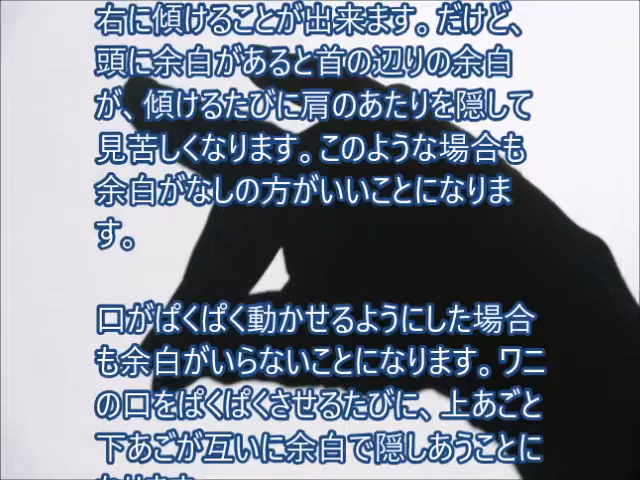 右に傾けることが出来ます。だけど、
頭に余白があると首の辺りの余白
が、傾けるたびに肩のあたりを隠して
見苦しくなります。このような場合も
余白がなしの方がいいことになりま
す。
口がぱくぱく動かせるようにした場合
も余白がいらないことになります。ワニ
の口をぱくぱくさせるたびに、上あごと
下あごが互いに余白で隠しあうことに